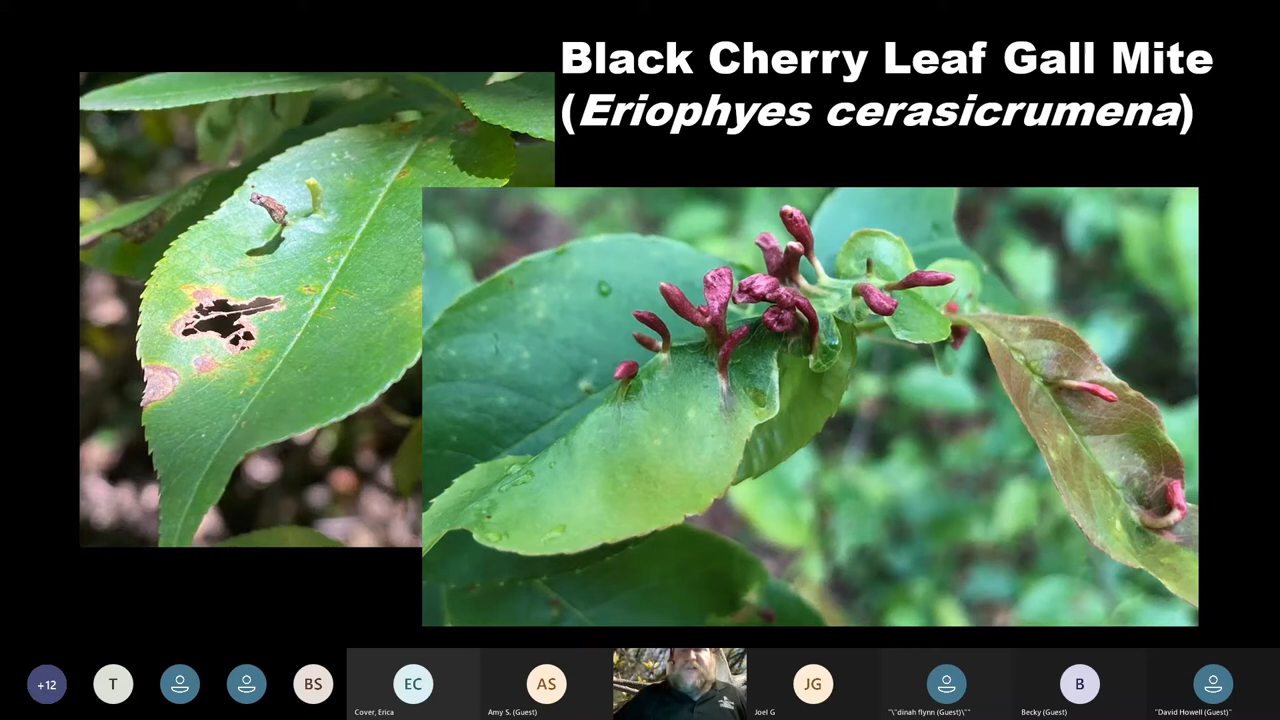 Black Cherry Leaf Gall Mite
(Eriophyes cerasicrumena)
+12
T
BS
EC
AS
JG
B
Cover, Erica
Amy S. (Guest)
Joel G
"\"dinah flynn (Guest)\""
Becky (Guest)
"David Howell (Guest)"